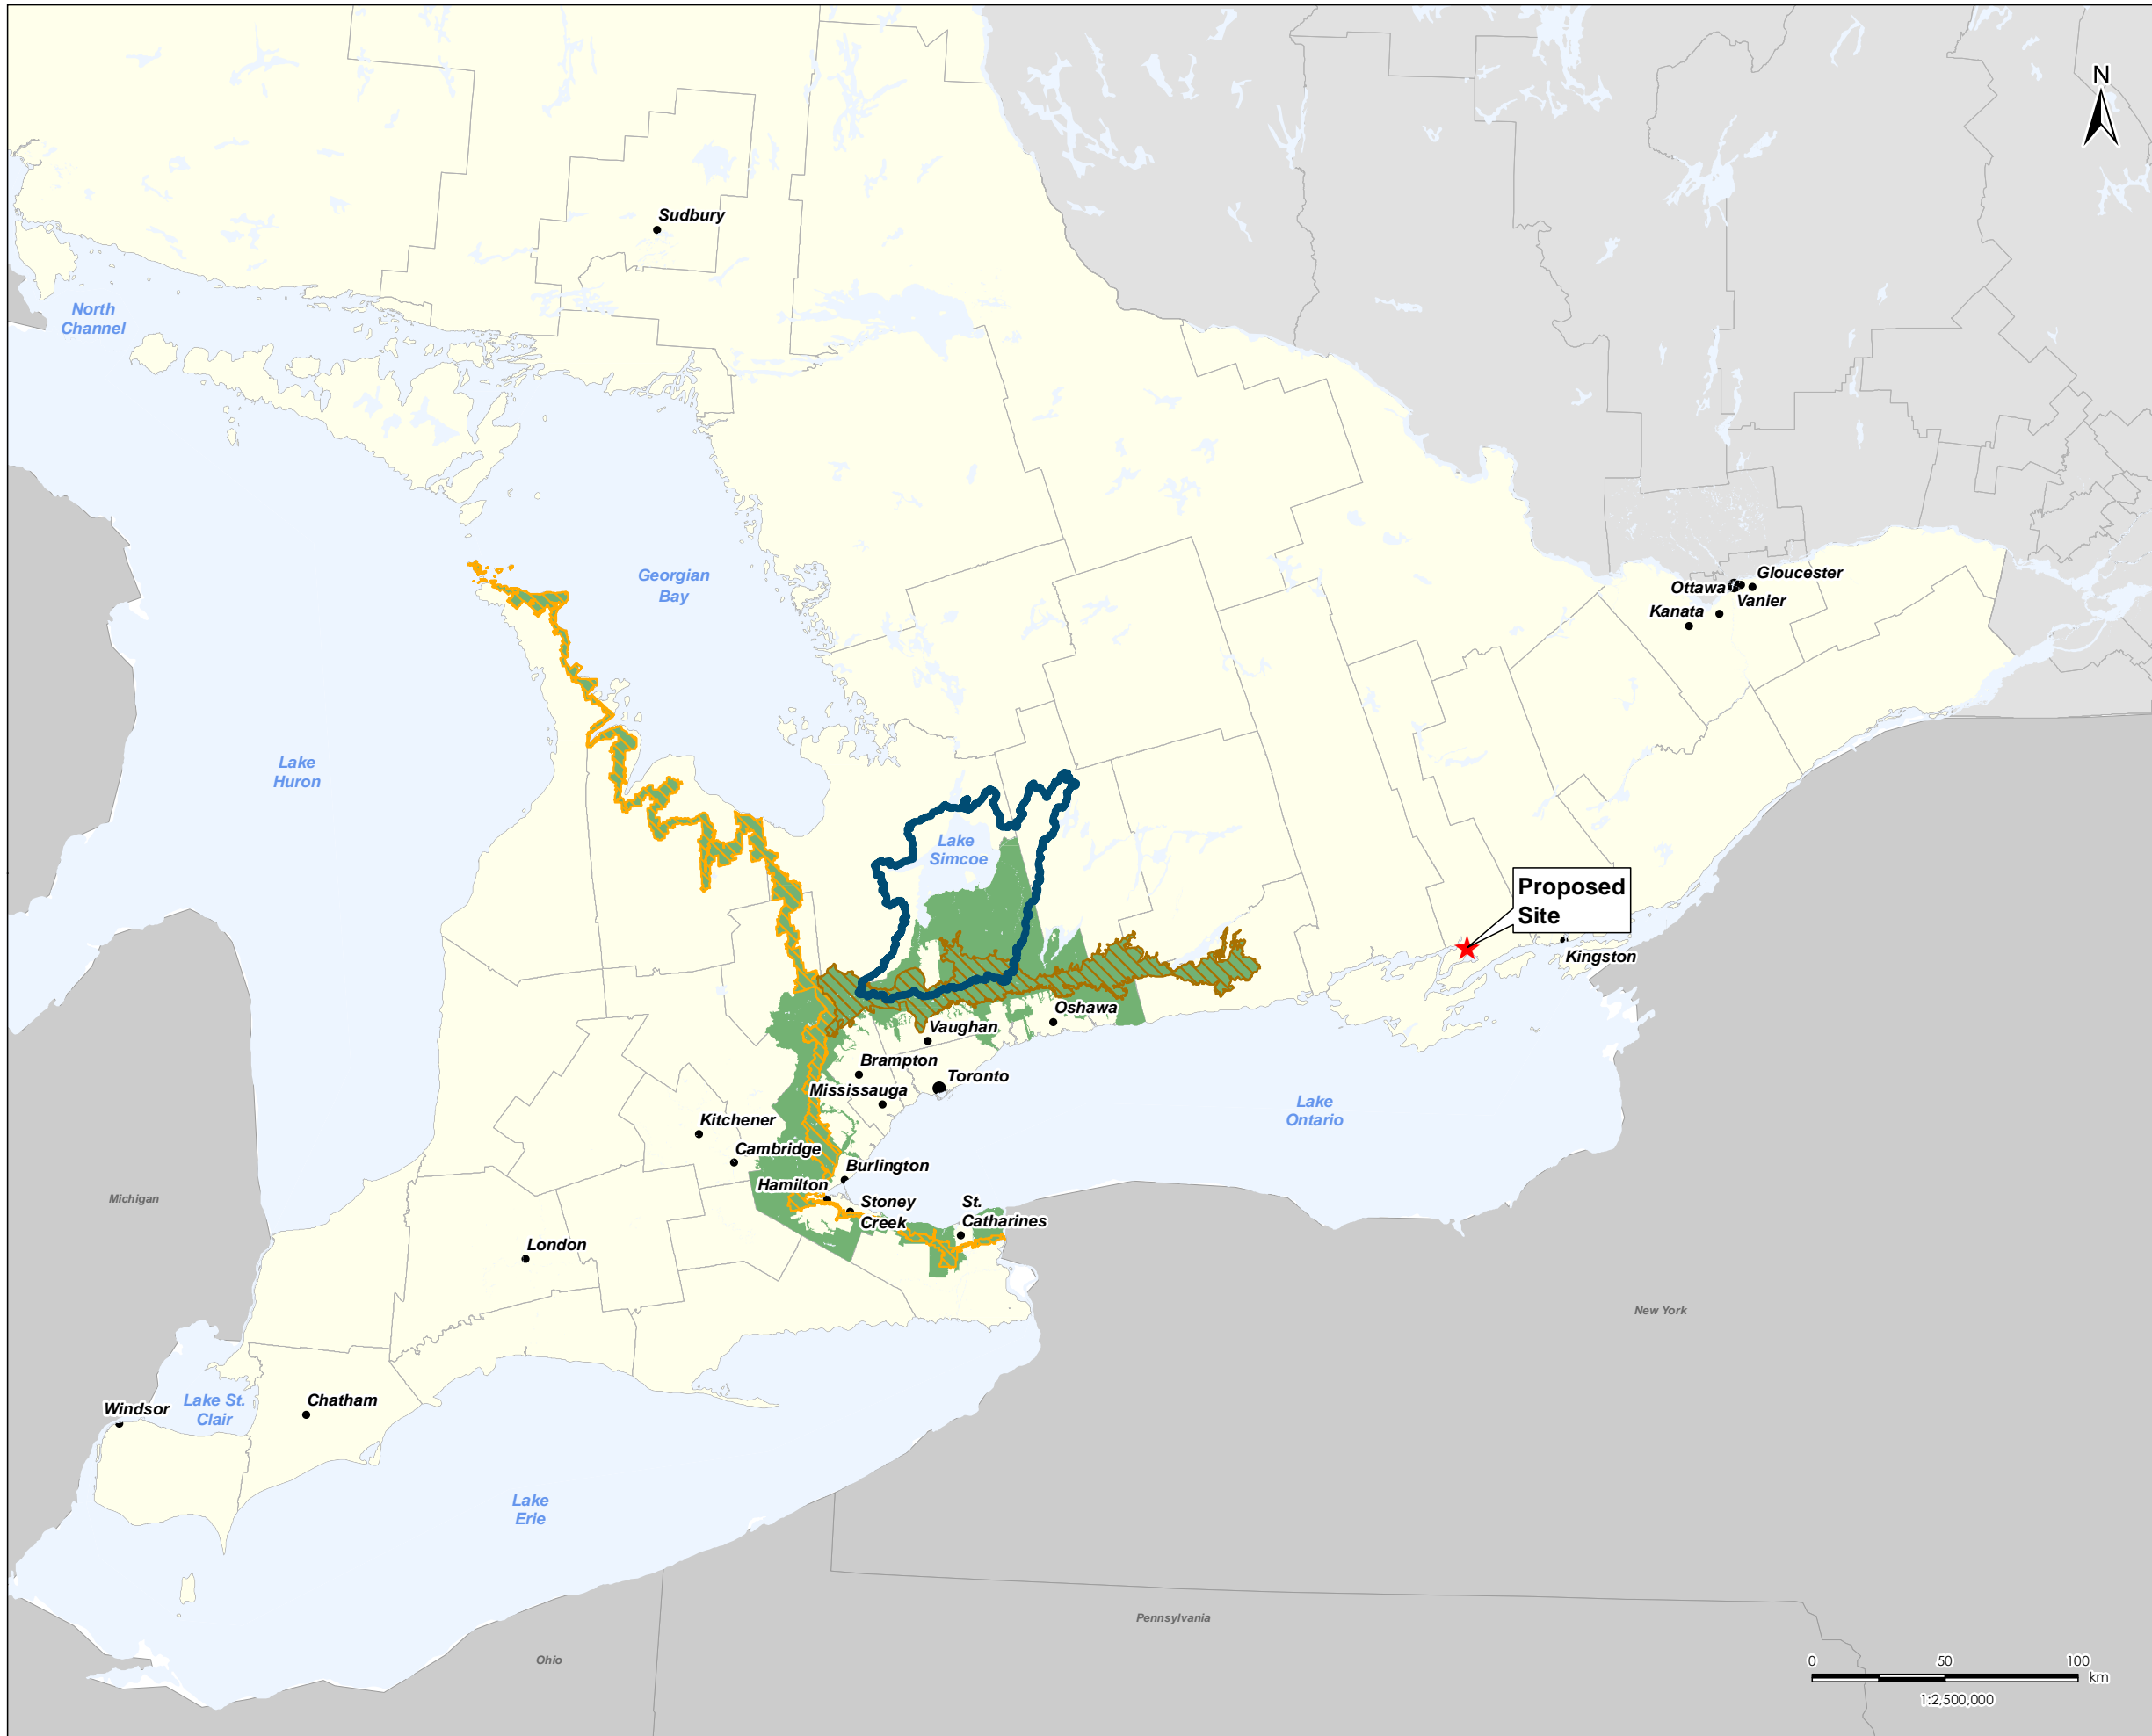 N
Sudbury
North
Channel
Georgian
Bay
Gloucester
Ottawa
Vanier
Kanata
Lake
Huron
Lake
Simcoe
Proposed
Site
Kingston
Oshawa
Vaughan
Brampton
Toronto
Mississauga
Lake
Ontario
Kitchener
Cambridge
Burlington
Hamilton
Stoney
Creek
St.
Catharines
Michigan
London
New York
Windsor
Lake St.
Clair
Chatham
Lake
Erie
Pennsylvania
Ohio
0 50 100
km
1:2,500,000